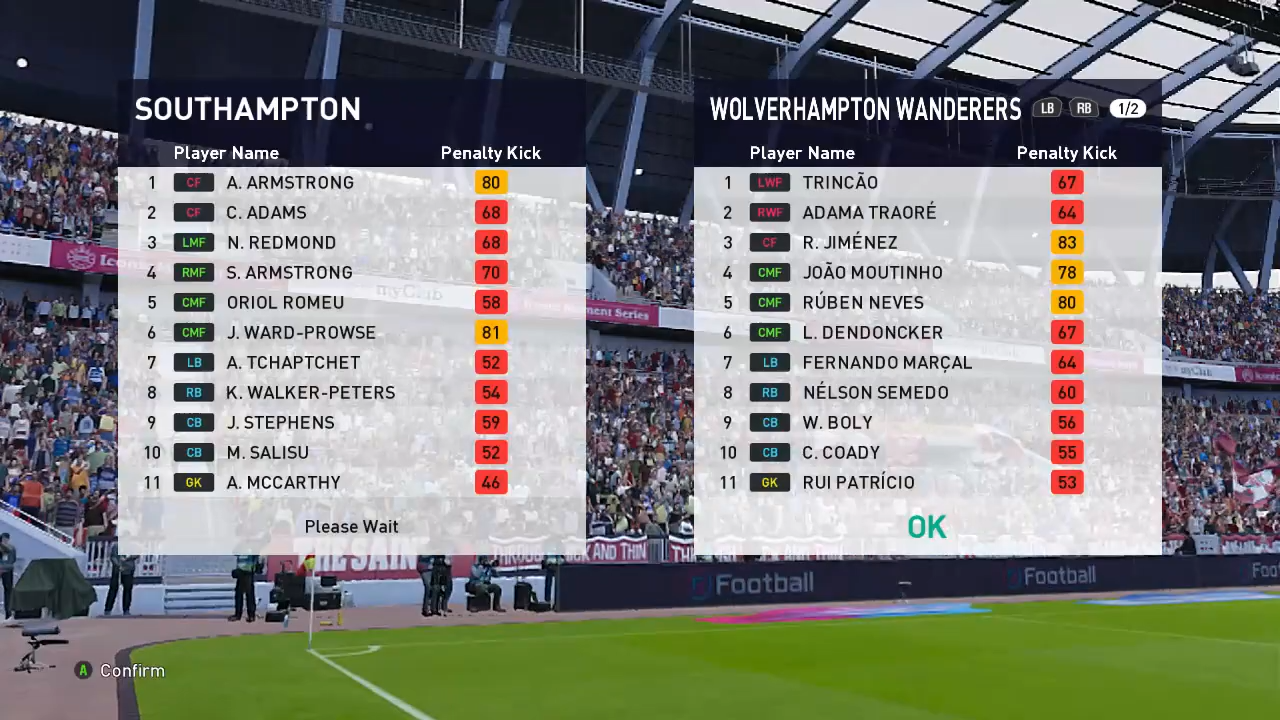 SOUTHAMPTON
Player Name Penalty Kick
1 CF A. ARMSTRONG 80
2 CF C. ADAMS 68
3 LMF N. REDMOND 68
4 RMF S. ARMSTRONG 70
5 CMF ORIOL ROMEU 58
6 CMF J. WARD-PROWSE 81
7 LB A. TCHAPTCHET 52
8 RB K. WALKER-PETERS 54
9 CB J. STEPHENS 59
10 CB M. SALISU 52
11 GK A. MCCARTHY 46
Please Wait
WOLVERHAMPTON WANDERERS LB RB 1/2
Player Name Penalty Kick
1 LWF TRINCÃO 67
2 RWF ADAMA TRAORÉ 64
3 CF R. JIMÉNEZ 83
4 CMF JOÃO MOUTINHO 78
5 CMF RÚBEN NEVES 80
6 CMF L. DENDONCKER 67
7 LB FERNANDO MARÇAL 64
8 RB NÉLSON SEMEDO 60
9 CB W. BOLY 56
10 CB C. COADY 55
11 GK RUI PATRÍCIO 53
OK
myClub
THROUGH THICK AND THIN
Football
Football
A Confirm